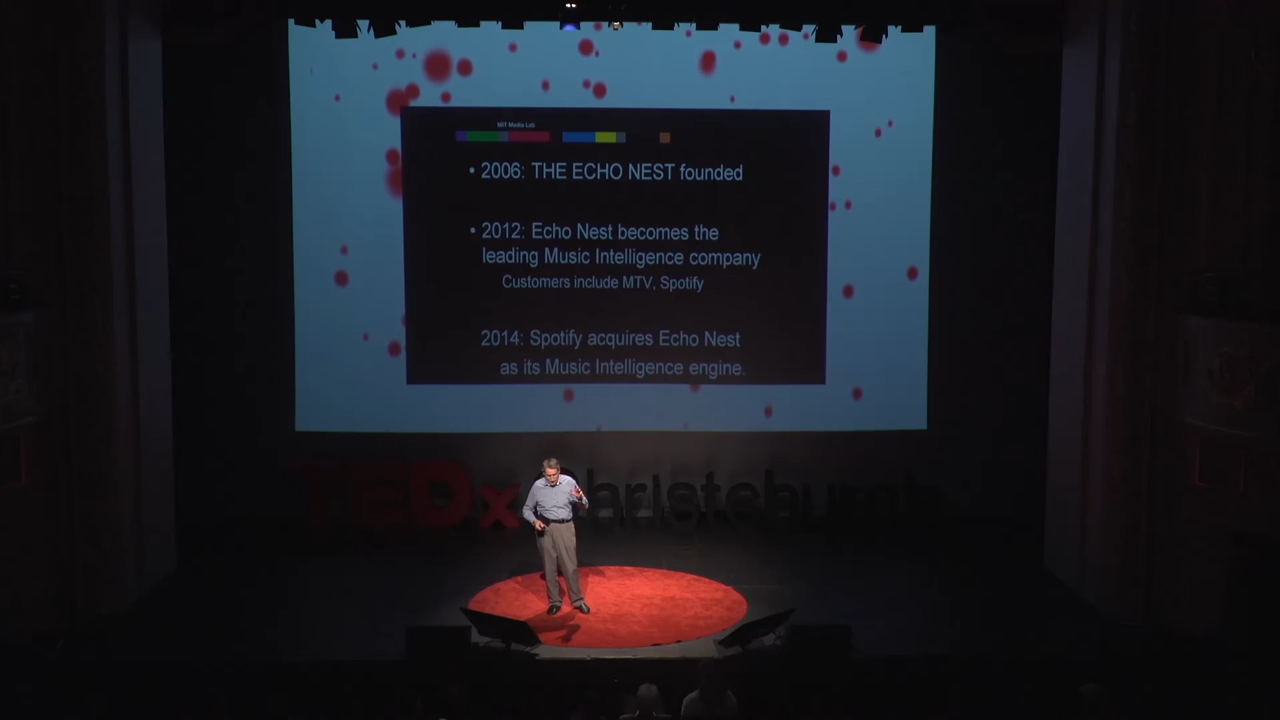 MIT Media Lab
• 2006: THE ECHO NEST founded
• 2012: Echo Nest becomes the
leading Music Intelligence company
Customers include MTV, Spotify
2014: Spotify acquires Echo Nest
as its Music Intelligence engine.
TEDx Christchurch